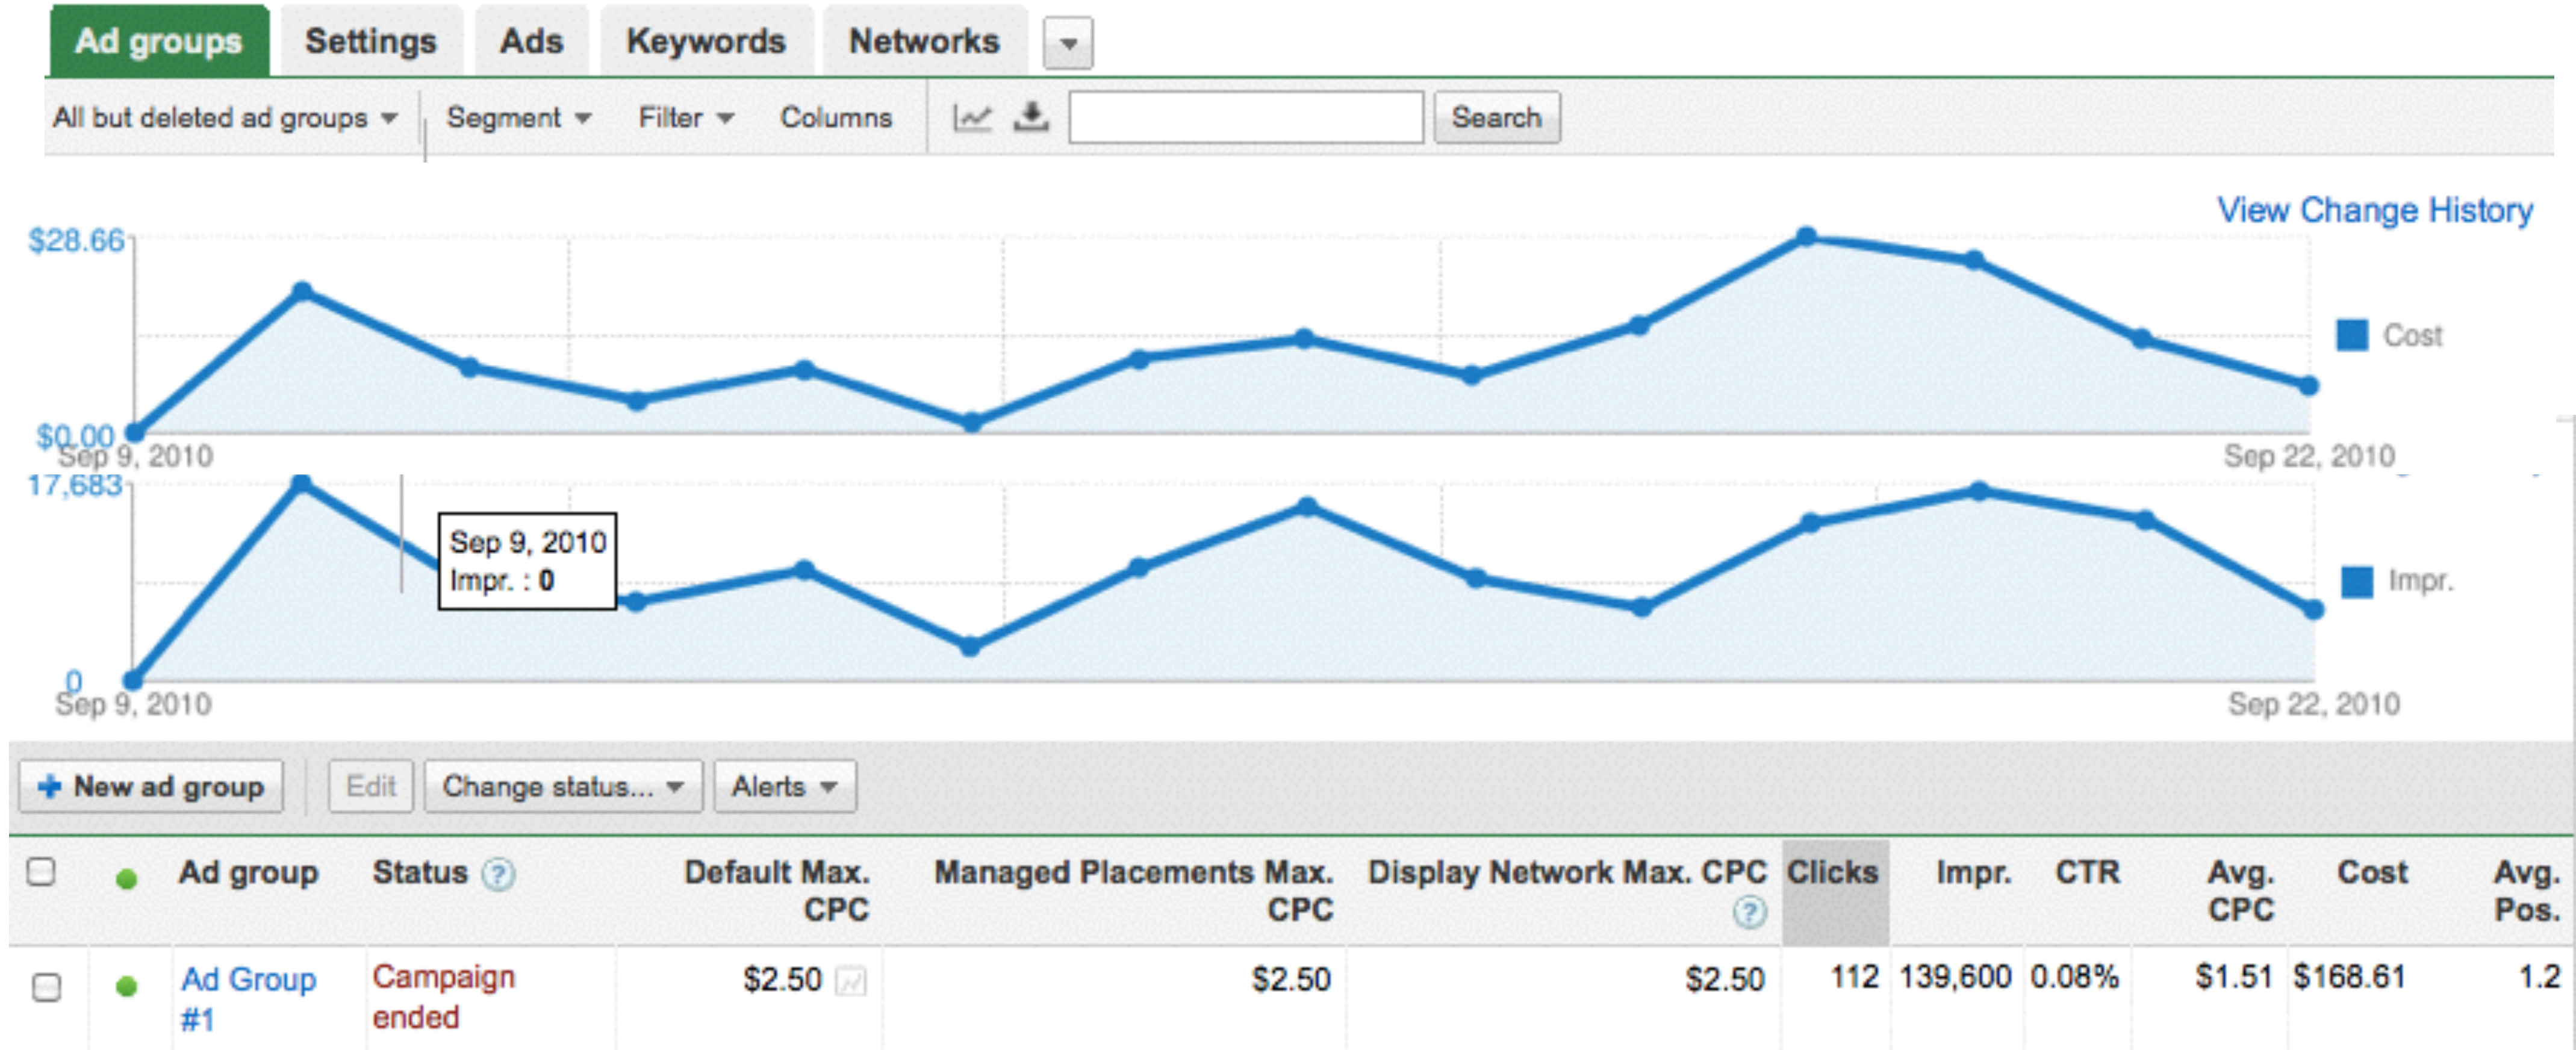 Ad groups Settings Ads Keywords Networks
All but deleted ad groups Segment Filter Columns Search
View Change History
$28.66
Cost
$0.00
Sep 9, 2010 Sep 22, 2010
17,683
Sep 9, 2010
Impr. : 0
Impr.
0
Sep 9, 2010 Sep 22, 2010
+ New ad group Edit Change status... Alerts
Ad group Status ? Default Max. Managed Placements Max. Display Network Max. CPC Clicks Impr. CTR Avg. Cost Avg.
CPC CPC ? CPC Pos.
Ad Group Campaign $2.50 $2.50 $2.50 112 139,600 0.08% $1.51 $168.61 1.2
#1 ended